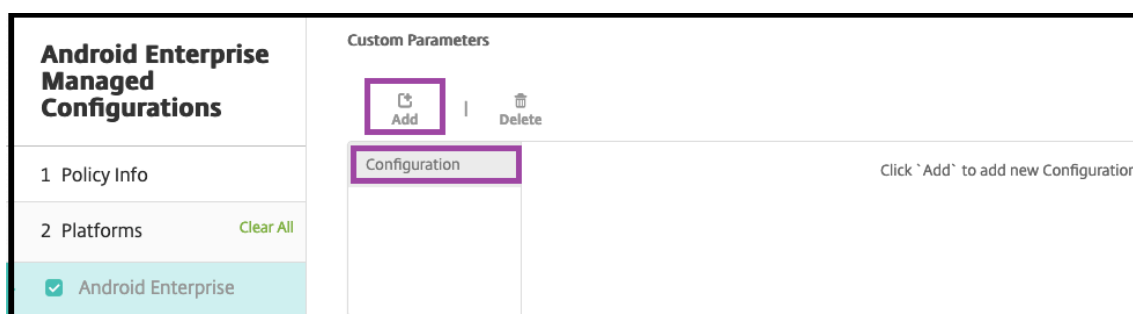 Android Enterprise
Managed
Configurations
1 Policy Info
2 Platforms
Clear All
Android Enterprise
Custom Parameters
Add
Delete
Configuration
Click `Add` to add new Configuration